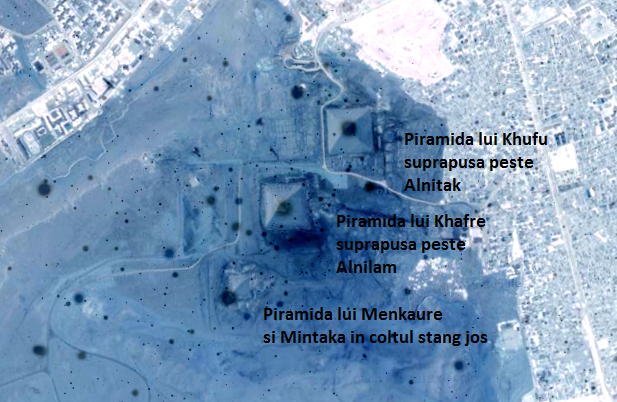 Piramida lui Khufu
suprapusa peste
Alnitak
Piramida lui Khafre
suprapusa peste
Alnilam
Piramida lui Menkaure
si Mintaka in coltul stang jos